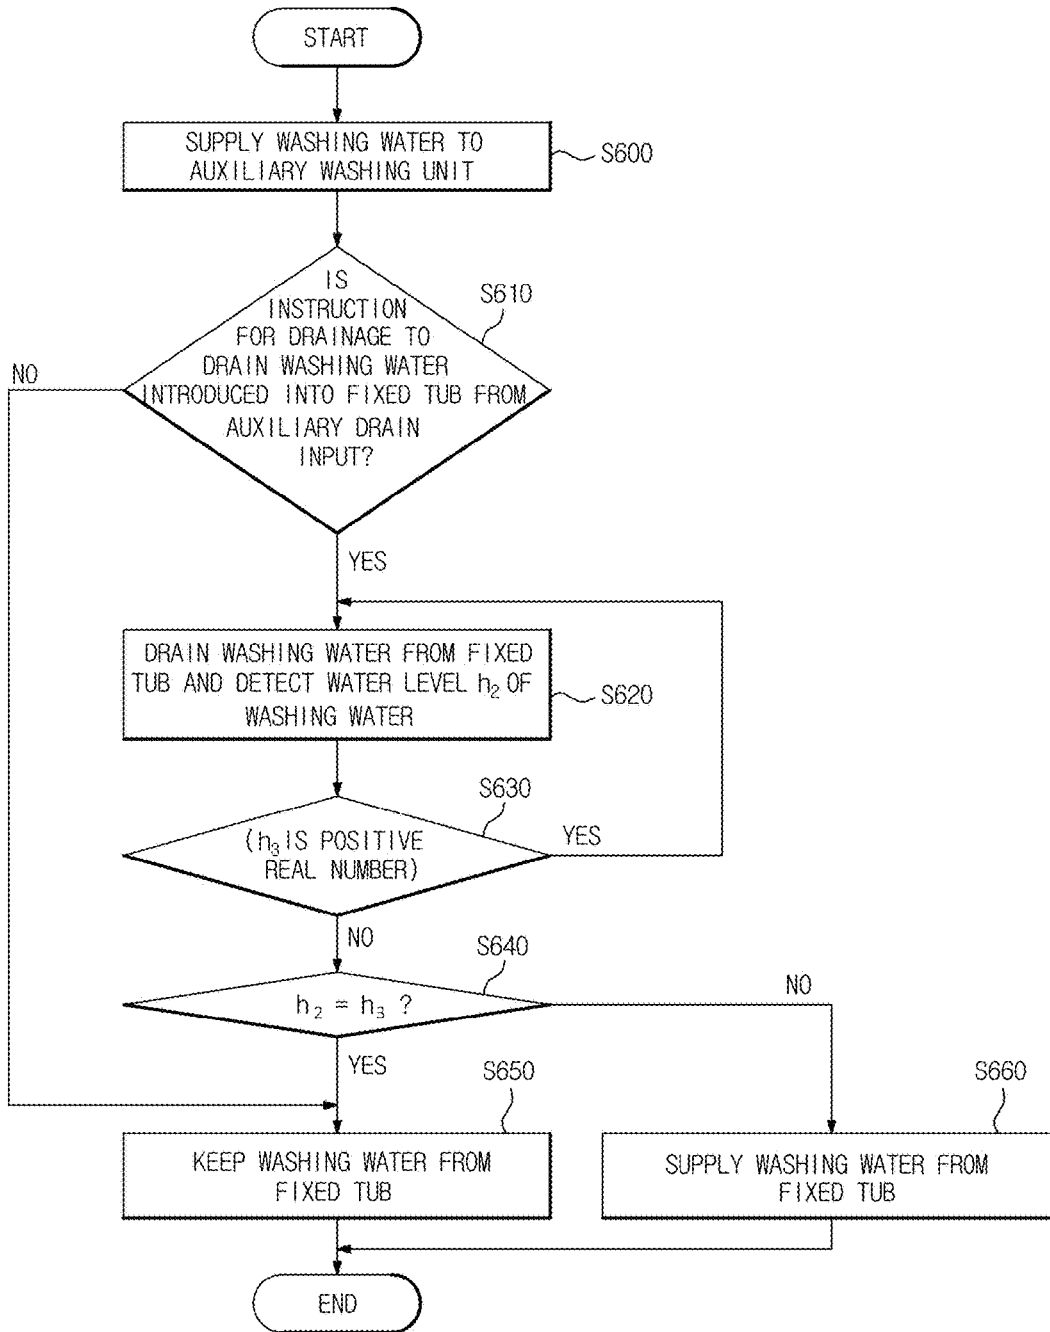 START
SUPPLY WASHING WATER TO
AUXILIARY WASHING UNIT
S600
IS
INSTRUCTION
FOR DRAINAGE TO
DRAIN WASHING WATER
INTRODUCED INTO FIXED TUB FROM
AUXILIARY DRAIN
INPUT?
S610
NO
YES
DRAIN WASHING WATER FROM FIXED
TUB AND DETECT WATER LEVEL h₂ OF
WASHING WATER
S620
(h₃ IS POSITIVE
REAL NUMBER)
S630
YES
NO
h₂ = h₃ ?
S640
NO
YES
KEEP WASHING WATER FROM
FIXED TUB
S650
SUPPLY WASHING WATER FROM
FIXED TUB
S660
END